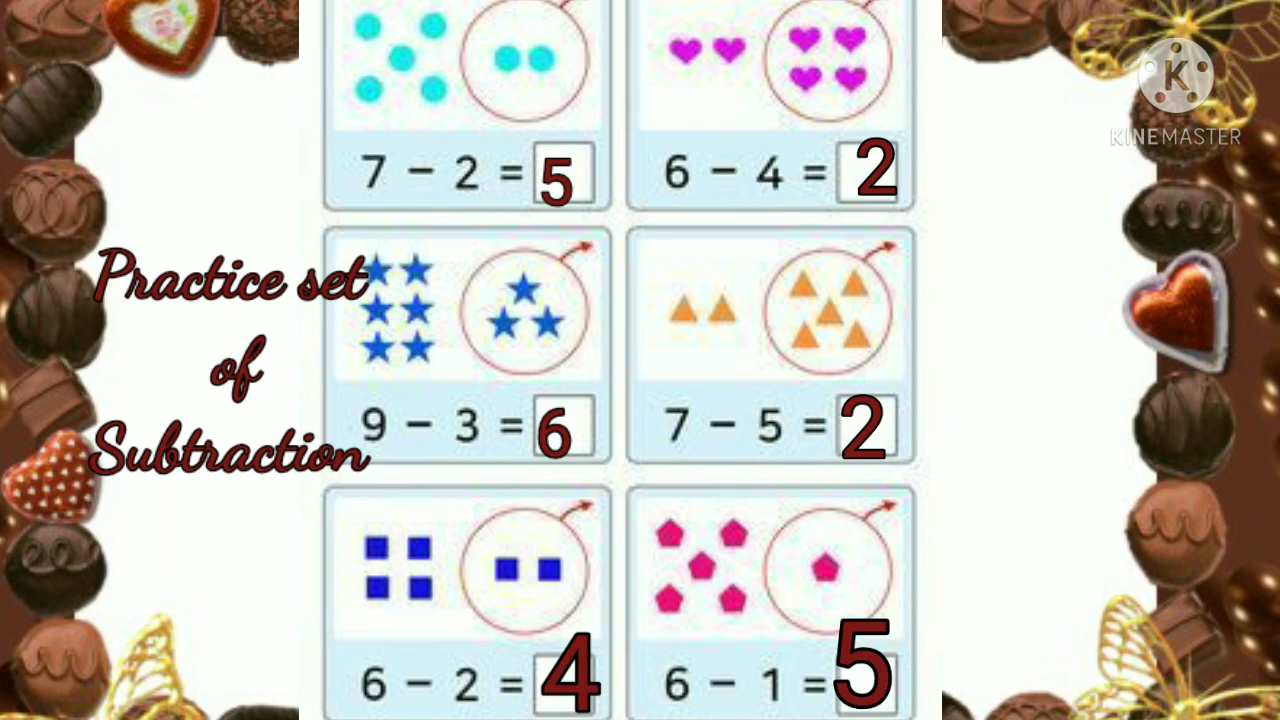 7 - 2 = 5
6 - 4 = 2
Practice set
of
Subtraction
9 - 3 = 6
7 - 5 = 2
6 - 2 = 4
6 - 1 = 5
K
KINEMASTER